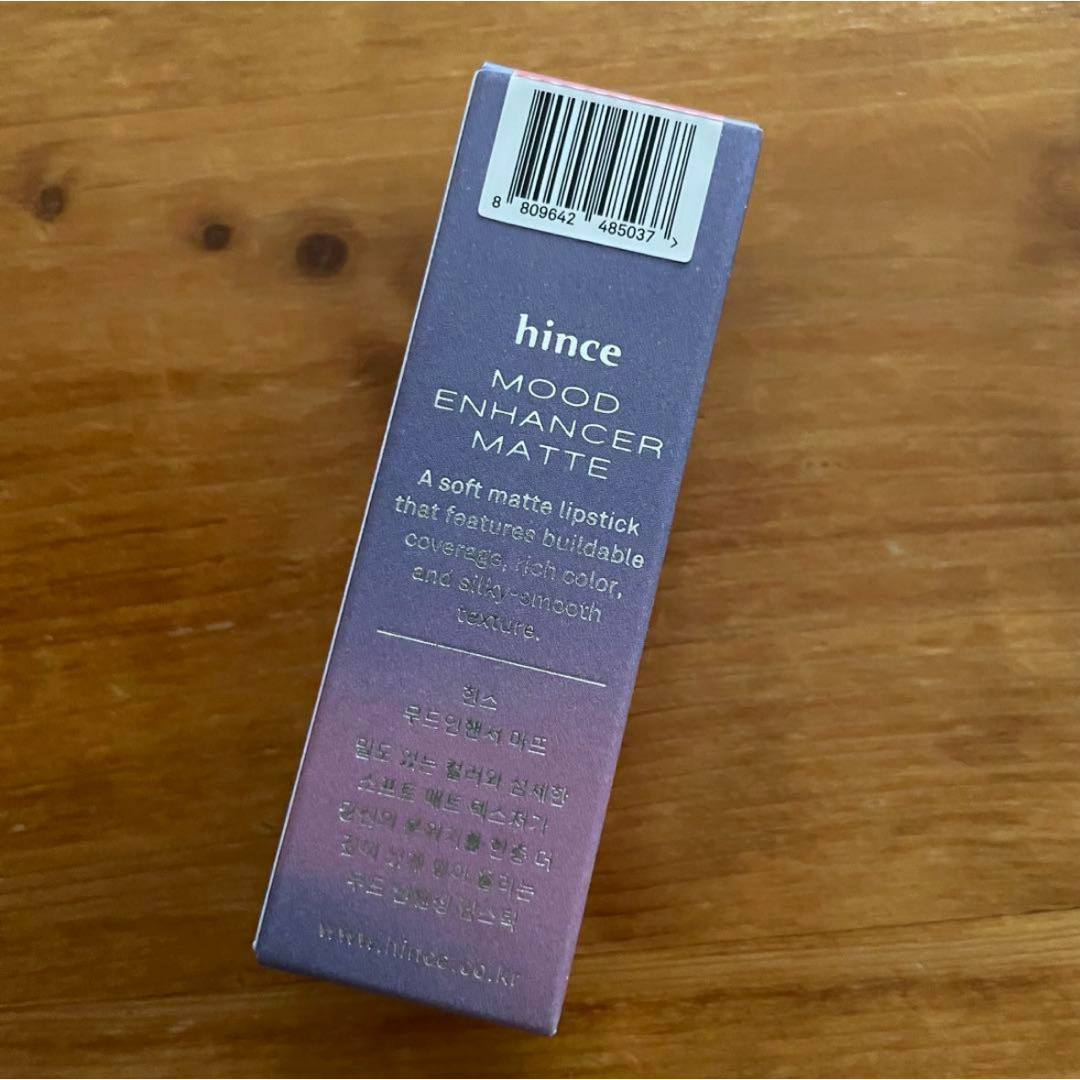 8 809642 485037 >
hince
MOOD
ENHANCER
MATTE
A soft matte lipstick
that features buildable
coverage, rich color,
and silky-smooth
texture.
힌스
무드인핸서 마뜨
밀도 있는 컬러와 섬세한
소프트 매트 텍스처가
당신의 분위기를 한층 더
깊이 있게 끌어 올리는
무드 인핸싱 립스틱
www.hince.co.kr